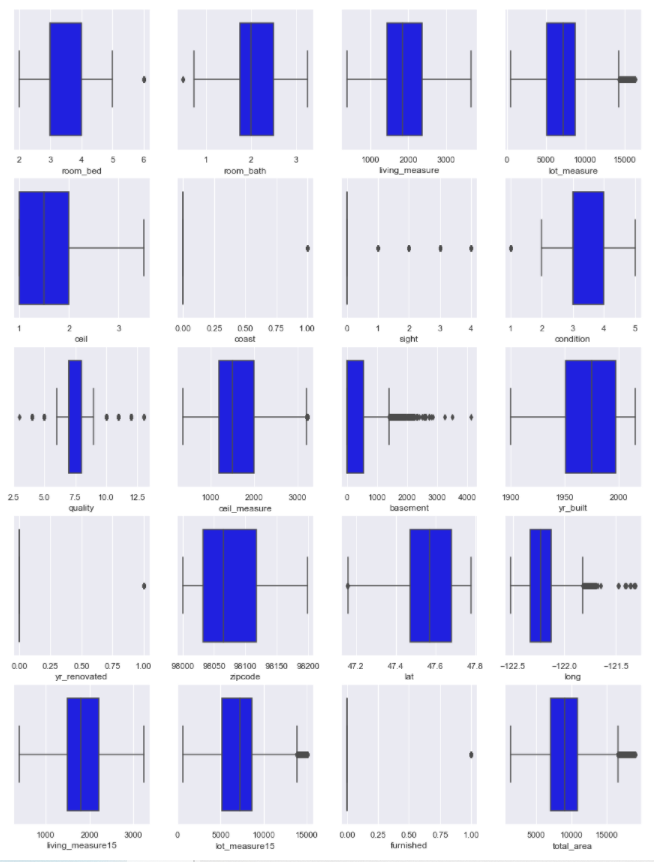 2 3 4 5 6 1 2 3 1000 2000 3000 0 5000 10000 15000
room_bed room_bath living_measure lot_measure
1 2 3 0.00 0.25 0.50 0.75 1.00 0 1 2 3 4 1 2 3 4 5
ceil coast sight condition
2.5 5.0 7.5 10.0 12.5 1000 2000 3000 0 1000 2000 3000 4000 1900 1950 2000
quality ceil_measure basement yr_built
0.00 0.25 0.50 0.75 1.00 98000 98050 98100 98150 98200 47.2 47.4 47.6 47.8 −122.5 −122.0 −121.5
yr_renovated zipcode lat long
1000 2000 3000 0 5000 10000 15000 0.00 0.25 0.50 0.75 1.00 5000 10000 15000
living_measure15 lot_measure15 furnished total_area